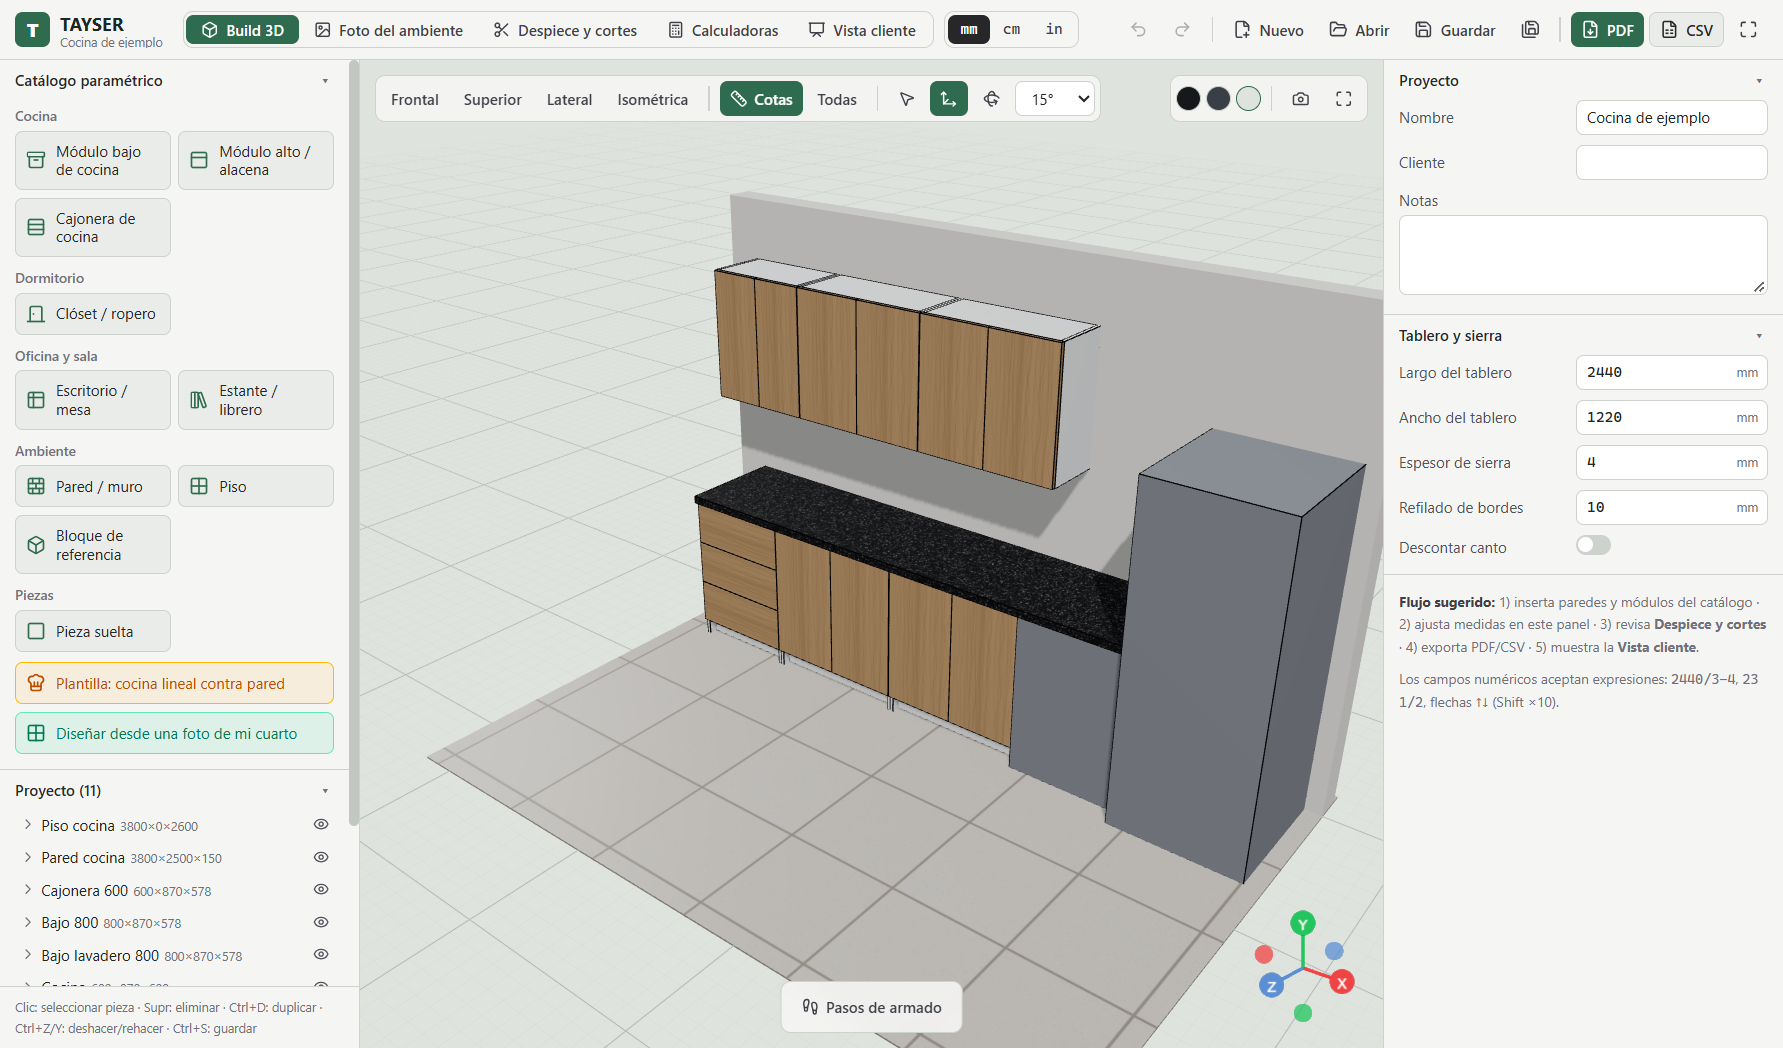 T
TAYSER
Cocina de ejemplo
Build 3D
Foto del ambiente
Despiece y cortes
Calculadoras
Vista cliente
mm
cm
in
Nuevo
Abrir
Guardar
PDF
CSV
Catálogo paramétrico
Cocina
Módulo bajo
de cocina
Módulo alto /
alacena
Cajonera de
cocina
Dormitorio
Clóset / ropero
Oficina y sala
Escritorio /
mesa
Estante /
librero
Ambiente
Pared / muro
Piso
Bloque de
referencia
Piezas
Pieza suelta
Plantilla: cocina lineal contra pared
Diseñar desde una foto de mi cuarto
Proyecto (11)
Piso cocina 3800×0×2600
Pared cocina 3800×2500×150
Cajonera 600 600×870×578
Bajo 800 800×870×578
Bajo lavadero 800 800×870×578
Clic: seleccionar pieza · Supr: eliminar · Ctrl+D: duplicar ·
Ctrl+Z/Y: deshacer/rehacer · Ctrl+S: guardar
Frontal
Superior
Lateral
Isométrica
Cotas
Todas
15°
Y
X
Z
Pasos de armado
Proyecto
Nombre
Cocina de ejemplo
Cliente
Notas
Tablero y sierra
Largo del tablero
2440 mm
Ancho del tablero
1220 mm
Espesor de sierra
4 mm
Refilado de bordes
10 mm
Descontar canto
Flujo sugerido: 1) inserta paredes y módulos del catálogo ·
2) ajusta medidas en este panel · 3) revisa Despiece y cortes
· 4) exporta PDF/CSV · 5) muestra la Vista cliente.
Los campos numéricos aceptan expresiones: 2440/3−4, 23
1/2, flechas ↑↓ (Shift ×10).